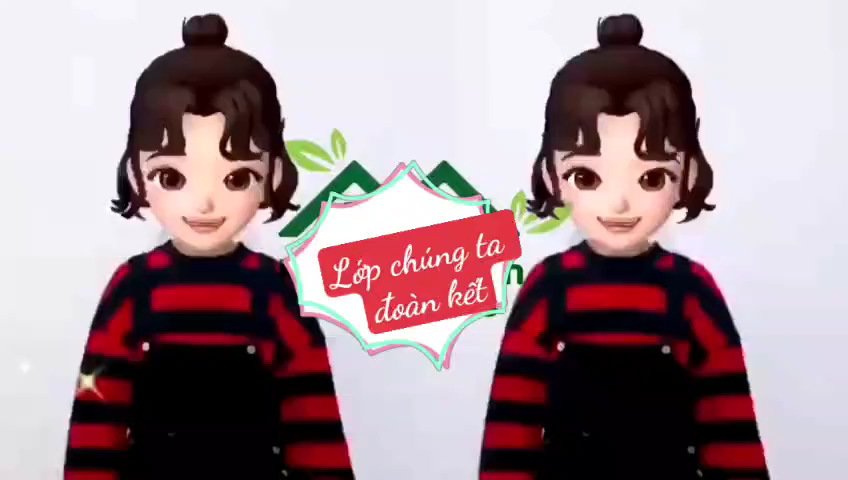 Lớp chúng ta
đoàn kết